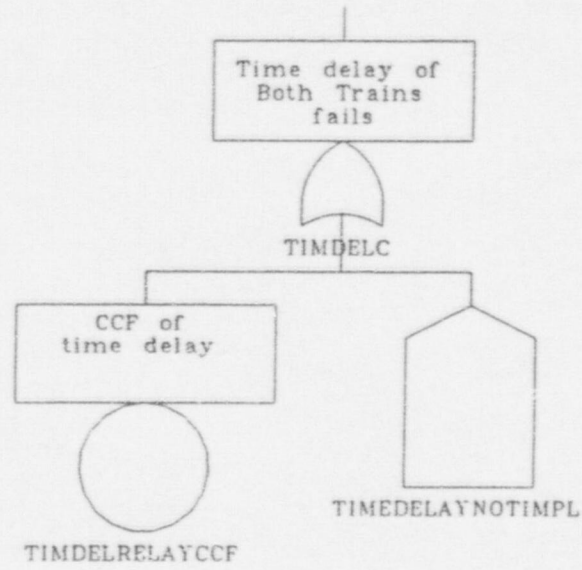 Time delay of
Both Trains
fails
TIMDELC
CCF of
time delay
TIMDELRELAYCCF
TIMEDELAYNOTIMPL